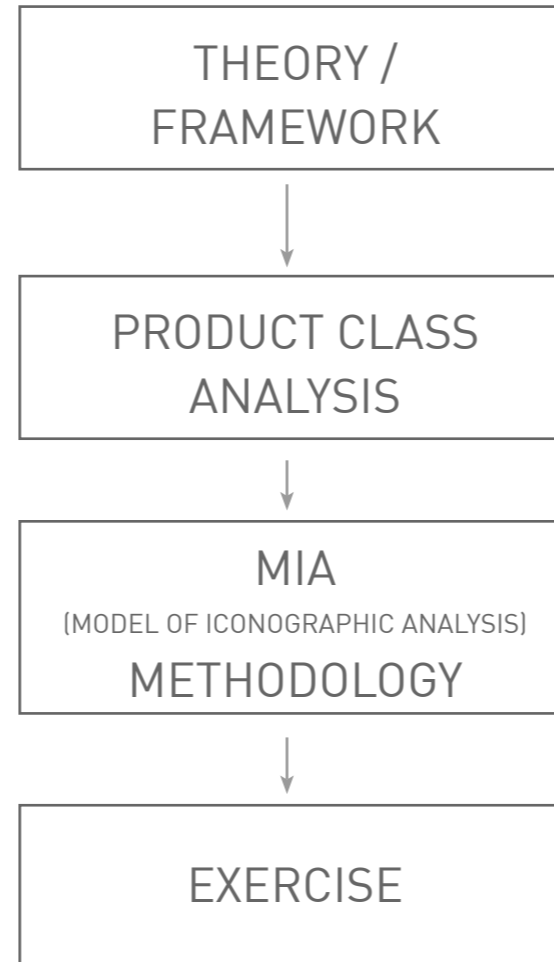 THEORY /
FRAMEWORK
PRODUCT CLASS
ANALYSIS
MIA
(MODEL OF ICONOGRAPHIC ANALYSIS)
METHODOLOGY
EXERCISE